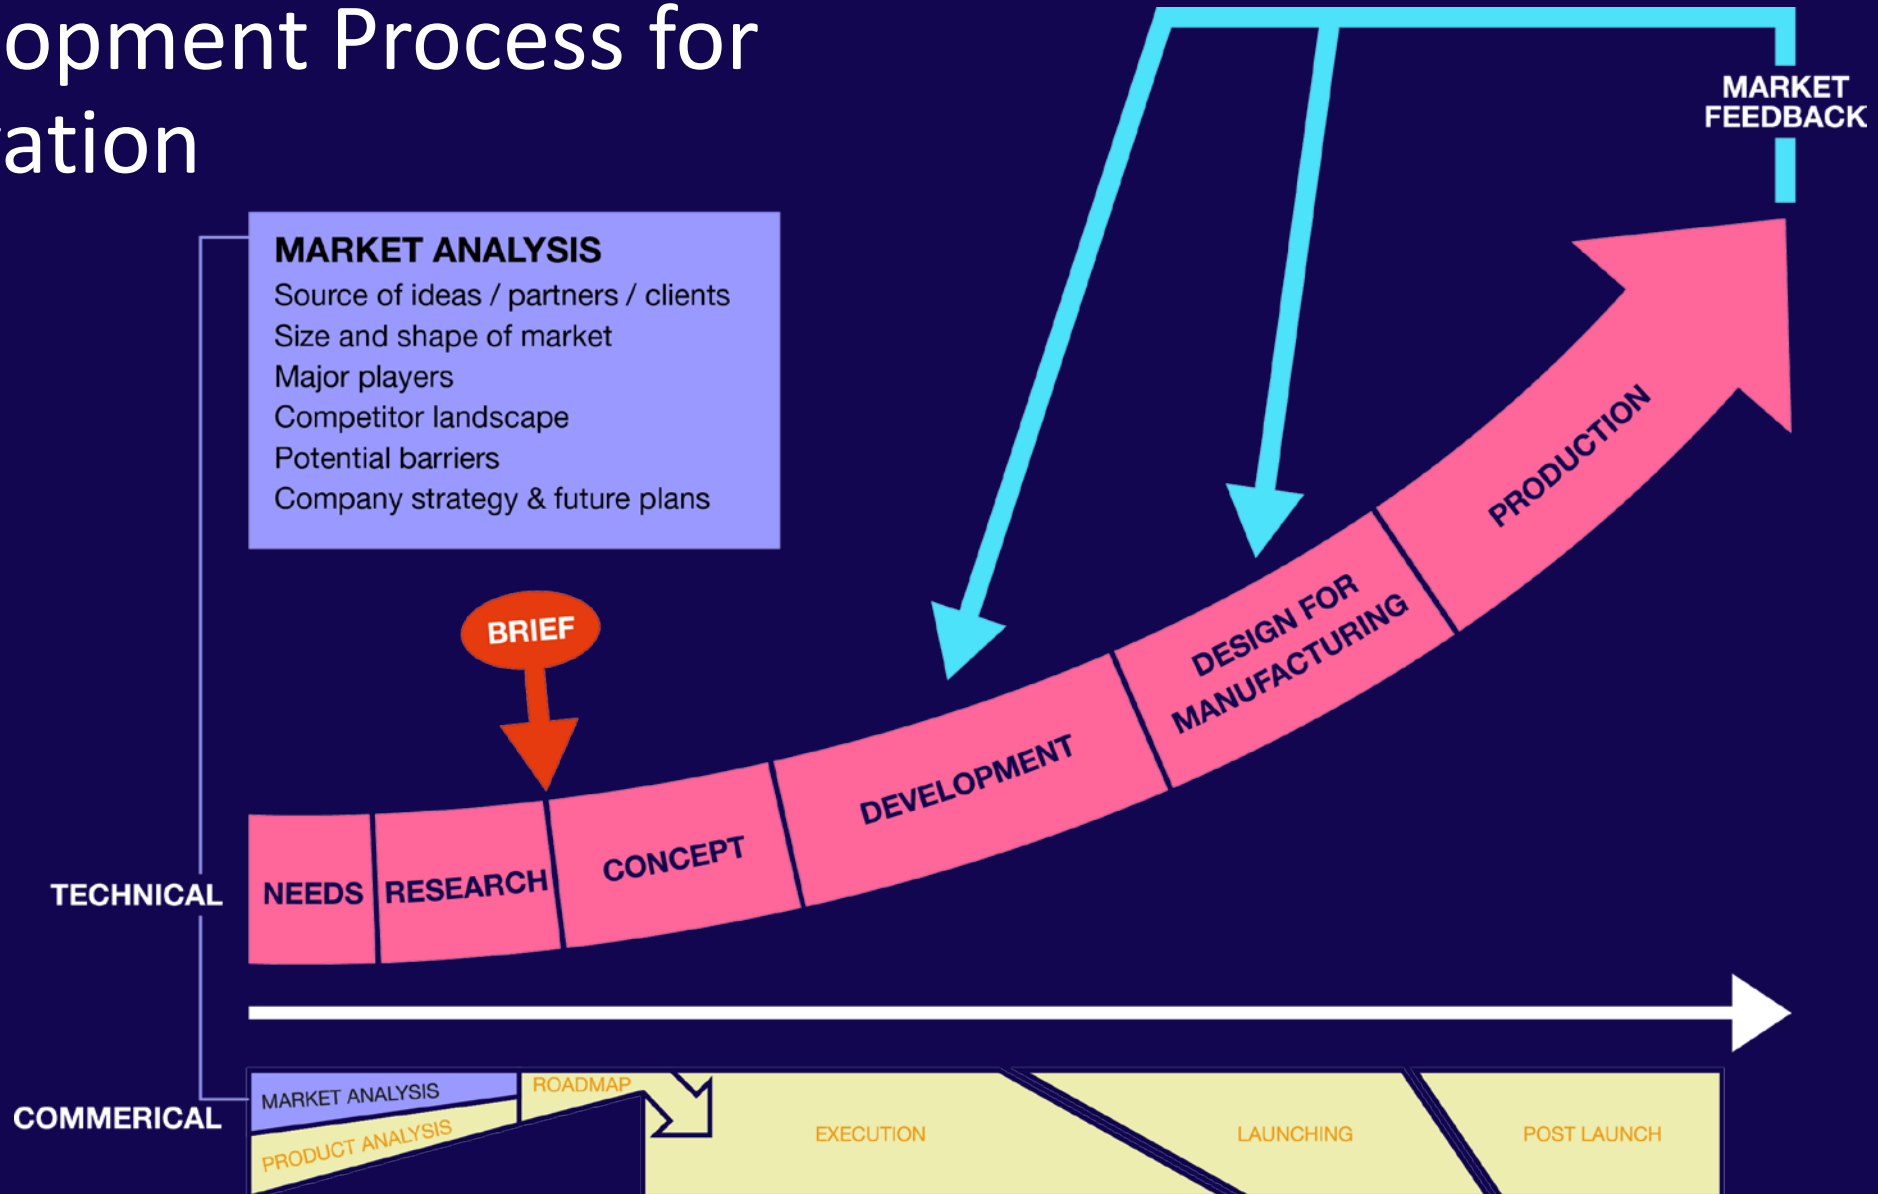 opment Process for
ation
MARKET
FEEDBACK
MARKET ANALYSIS
Source of ideas / partners / clients
Size and shape of market
Major players
Competitor landscape
Potential barriers
Company strategy & future plans
BRIEF
TECHNICAL
NEEDS
RESEARCH
CONCEPT
DEVELOPMENT
DESIGN FOR
MANUFACTURING
PRODUCTION
COMMERICAL
MARKET ANALYSIS
PRODUCT ANALYSIS
ROADMAP
EXECUTION
LAUNCHING
POST LAUNCH